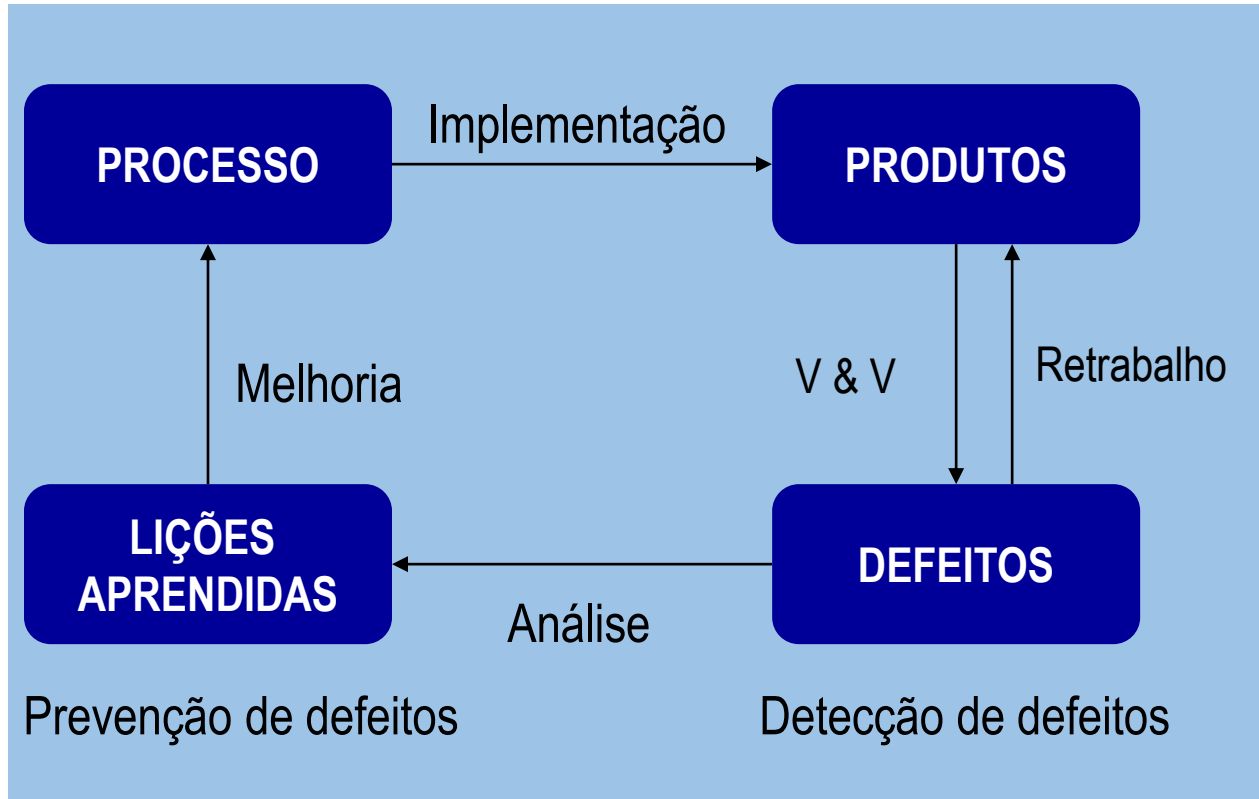 Implementação
PROCESSO
PRODUTOS
Melhoria
V & V
Retrabalho
LIÇÕES
APRENDIDAS
DEFEITOS
Análise
Prevenção de defeitos
Detecção de defeitos